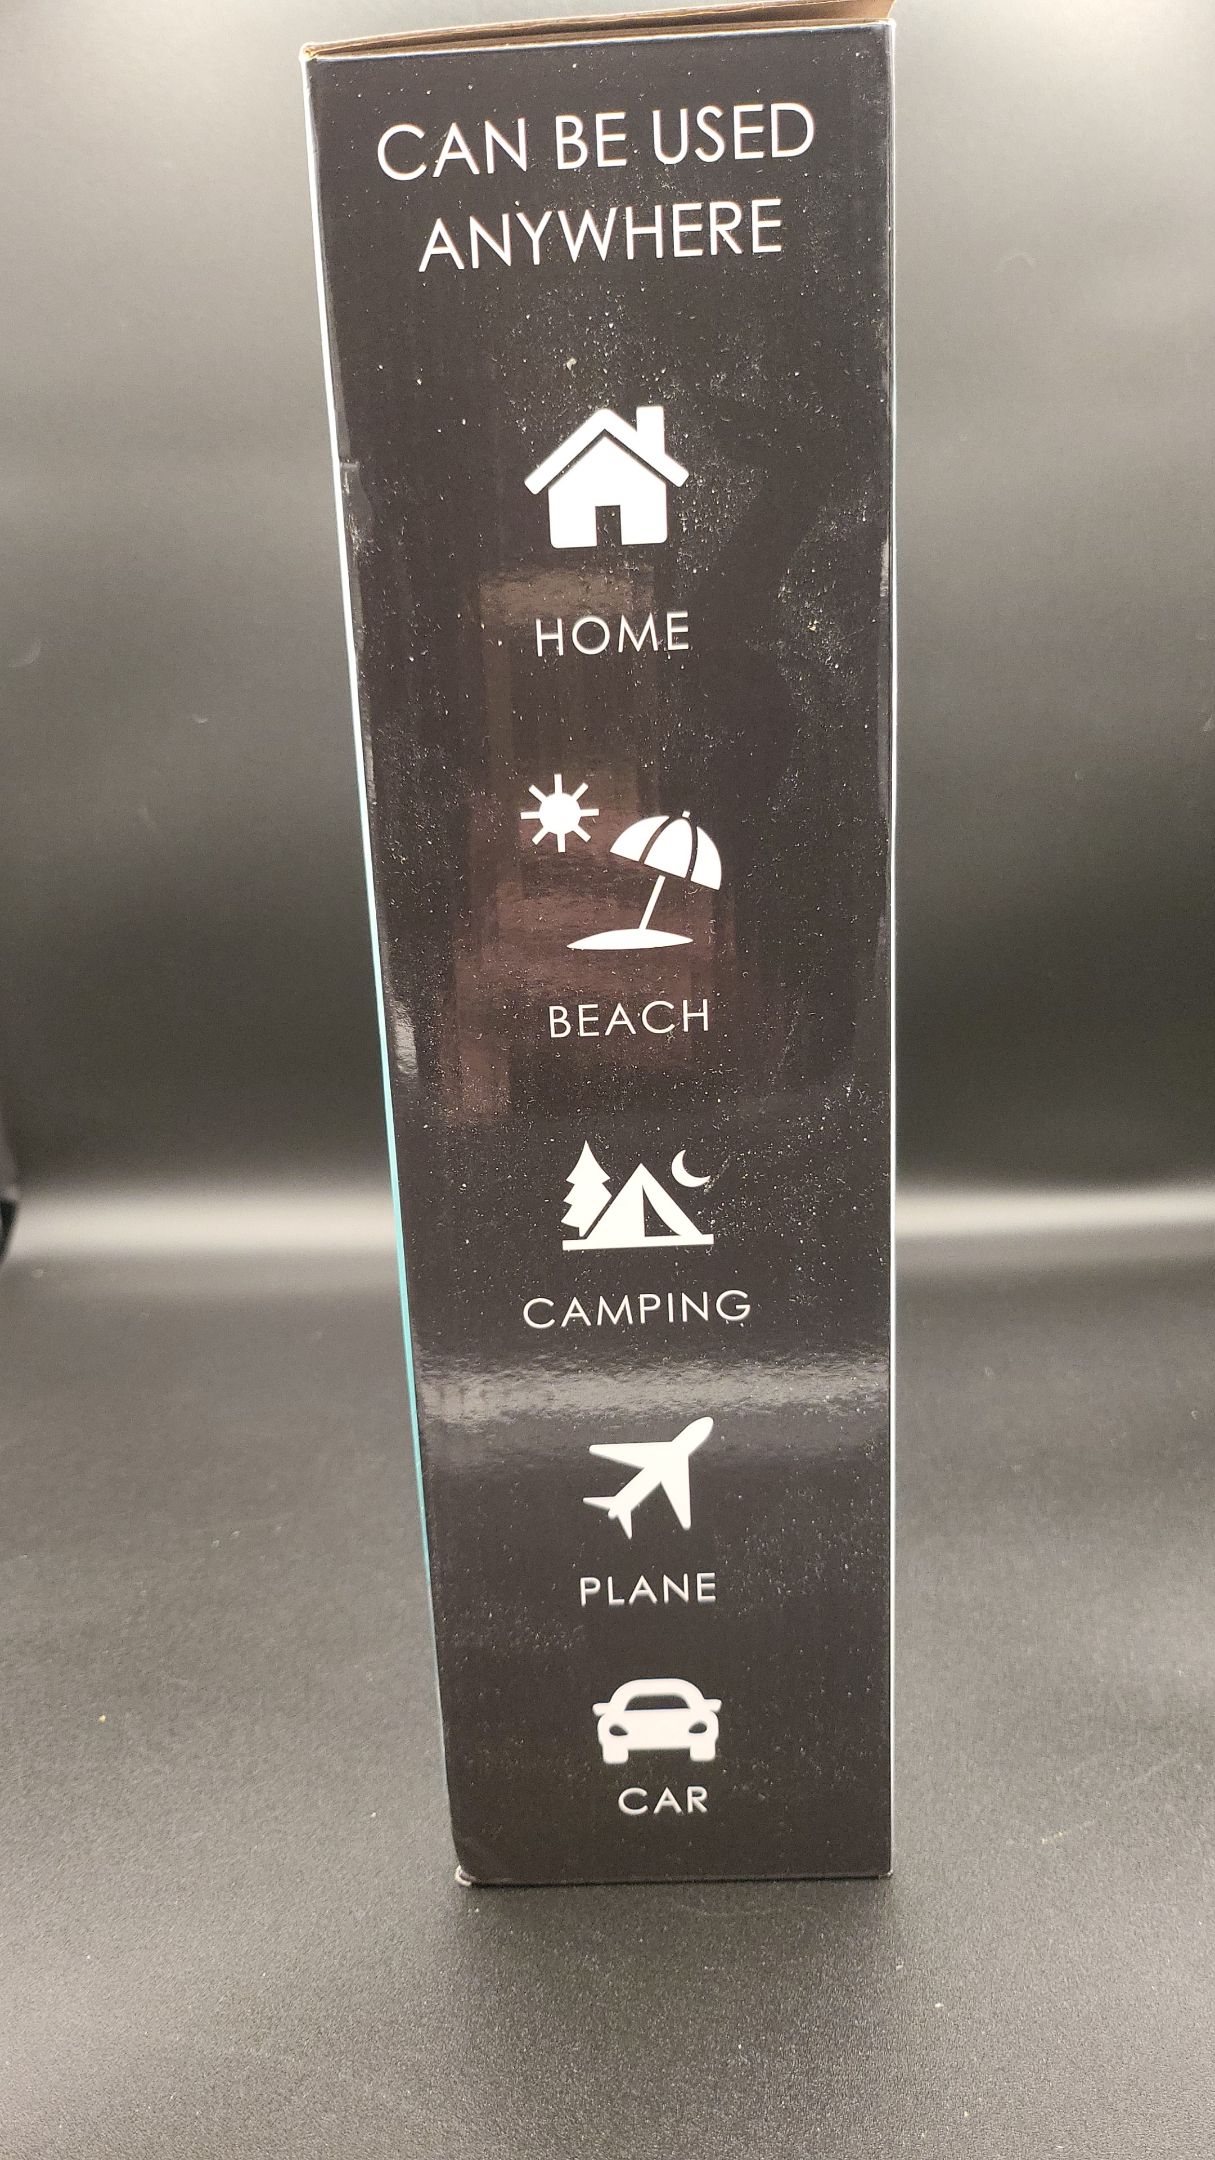 CAN BE USED
ANYWHERE
HOME
BEACH
CAMPING
PLANE
CAR